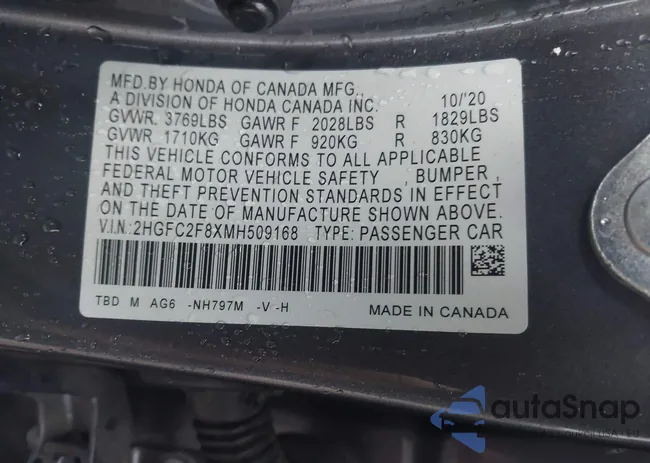 MFD.BY HONDA OF CANADA MFG.,
A DIVISION OF HONDA CANADA INC. 10/'20
GVWR. 3769LBS GAWR F 2028LBS R 1829LBS
GVWR 1710KG GAWR F 920KG R 830KG
THIS VEHICLE CONFORMS TO ALL APPLICABLE
FEDERAL MOTOR VEHICLE SAFETY , BUMPER,
AND THEFT PREVENTION STANDARDS IN EFFECT
ON THE DATE OF MANUFACTURE SHOWN ABOVE.
V.I.N.:2HGFC2F8XMH509168 TYPE: PASSENGER CAR
TBD M AG6 -NH797M -V-H MADE IN CANADA
autoSnap